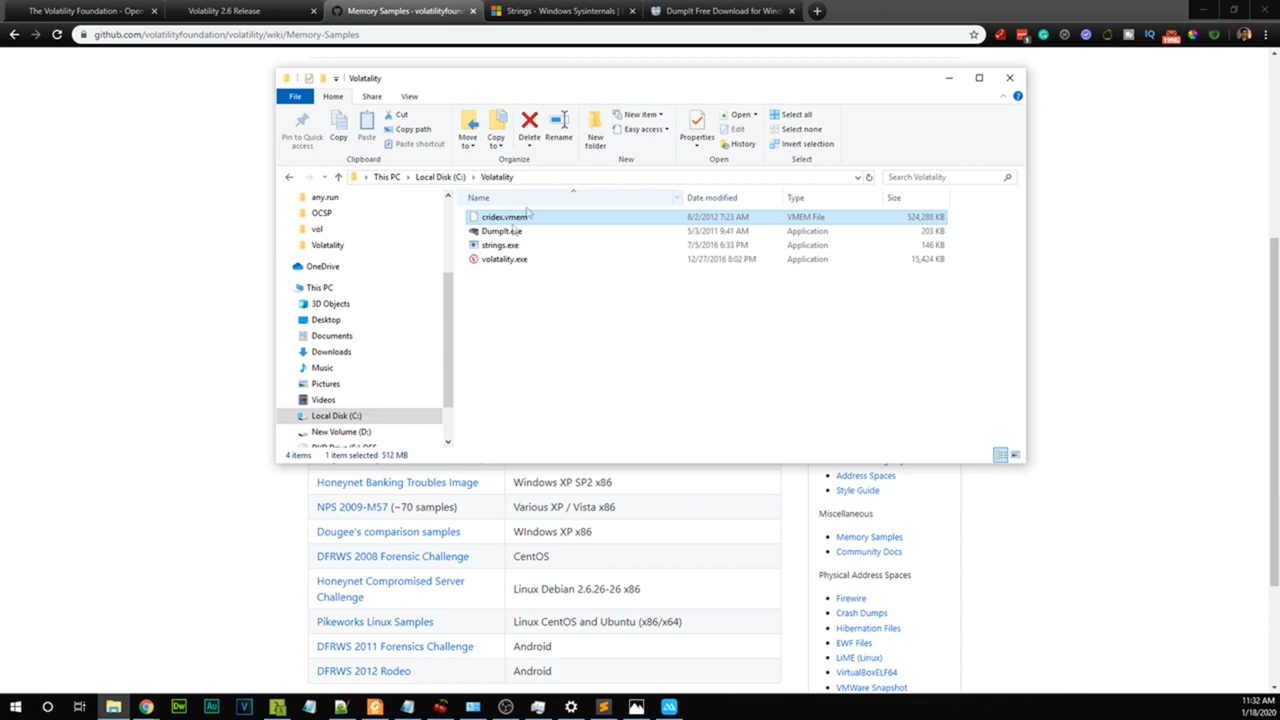 The Volatility Foundation - Open
Volatility 2.6 Release
Memory Samples · volatilityfoun
Strings - Windows Sysinternals |
DumpIt Free Download for Wind
github.com/volatilityfoundation/volatility/wiki/Memory-Samples
Volatality
File
Home
Share
View
Pin to Quick access
Copy
Paste
Cut
Copy path
Paste shortcut
Move to
Copy to
Delete
Rename
New folder
New item
Easy access
Properties
Open
Edit
History
Select all
Select none
Invert selection
Clipboard
Organize
New
Open
Select
This PC
Local Disk (C:)
Volatality
Search Volatality
Name
Date modified
Type
Size
any.run
OCSP
vol
Volatality
OneDrive
This PC
3D Objects
Desktop
Documents
Downloads
Music
Pictures
Videos
Local Disk (C:)
New Volume (D:)
cridex.vmem 8/2/2012 7:23 AM VMEM File 524,288 KB
DumpIt.exe 5/3/2011 9:41 AM Application 203 KB
strings.exe 7/5/2016 6:33 PM Application 146 KB
volatality.exe 12/27/2016 8:02 PM Application 15,424 KB
4 items 1 item selected 512 MB
Honeynet Banking Troubles Image Windows XP SP2 x86
NPS 2009-M57 (~70 samples) Various XP / Vista x86
Dougee's comparison samples WIndows XP x86
DFRWS 2008 Forensic Challenge CentOS
Honeynet Compromised Server
Challenge
Linux Debian 2.6.26-26 x86
Pikeworks Linux Samples Linux CentOS and Ubuntu (x86/x64)
DFRWS 2011 Forensics Challenge Android
DFRWS 2012 Rodeo Android
Address Spaces
Style Guide
Miscellaneous
Memory Samples
Community Docs
Physical Address Spaces
Firewire
Crash Dumps
Hibernation Files
EWF Files
LiME (Linux)
VirtualBoxELF64
VMWare Snapshot
11:32 AM
1/18/2020